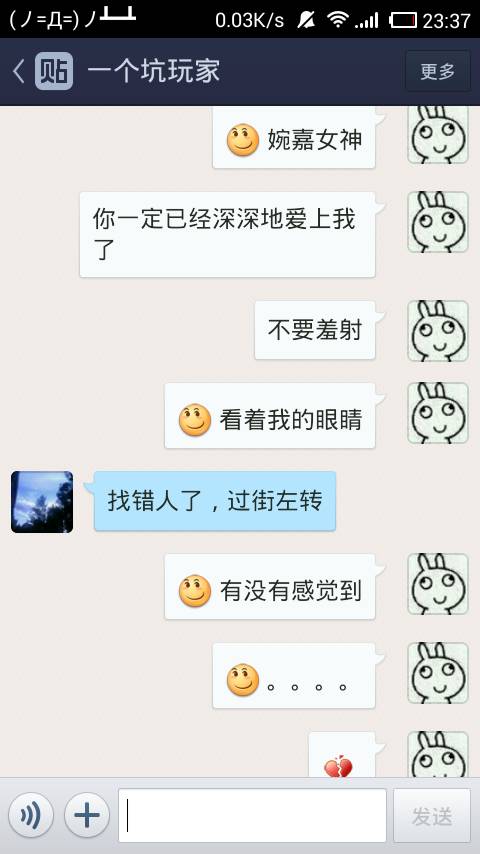 (ノ=Д=)ノ┻┻ 0.03K/s 23:37
贴 一个坑玩家 更多
婉嘉女神
你一定已经深深地爱上我
了
不要羞射
看着我的眼睛
找错人了，过街左转
有没有感觉到
。。。。
发送